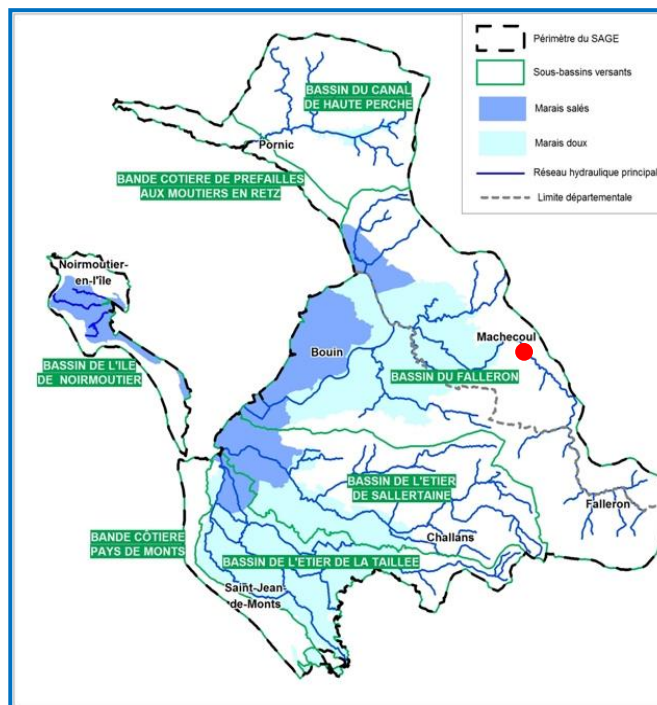 Périmètre du SAGE
Sous-bassins versants
Marais salés
Marais doux
Réseau hydraulique principal
Limite départementale
BASSIN DU CANAL
DE HAUTE PERCHE
Pornic
BANDE COTIERE DE PREFAILLES
AUX MOUTIERS EN RETZ
Noirmoutier-
en-l'île
BASSIN DE L'ILE
DE NOIRMOUTIER
Bouin
Machecoul
BASSIN DU FALLERON
BASSIN DE L'ETIER
DE SALLERTAINE
Falleron
Challans
BANDE CÔTIERE
PAYS DE MONTS
BASSIN DE L'ETIER DE LA TAILLEE
Saint-Jean-
de-Monts